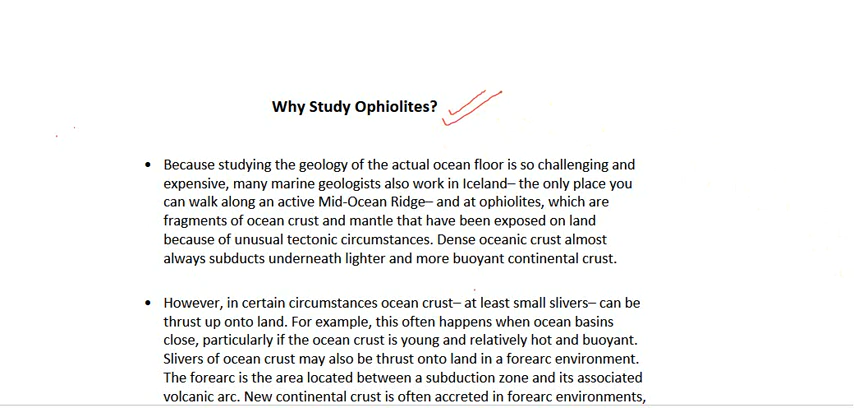 Why Study Ophiolites?
• Because studying the geology of the actual ocean floor is so challenging and
expensive, many marine geologists also work in Iceland– the only place you
can walk along an active Mid-Ocean Ridge– and at ophiolites, which are
fragments of ocean crust and mantle that have been exposed on land
because of unusual tectonic circumstances. Dense oceanic crust almost
always subducts underneath lighter and more buoyant continental crust.
• However, in certain circumstances ocean crust– at least small slivers– can be
thrust up onto land. For example, this often happens when ocean basins
close, particularly if the ocean crust is young and relatively hot and buoyant.
Slivers of ocean crust may also be thrust onto land in a forearc environment.
The forearc is the area located between a subduction zone and its associated
volcanic arc. New continental crust is often accreted in forearc environments,